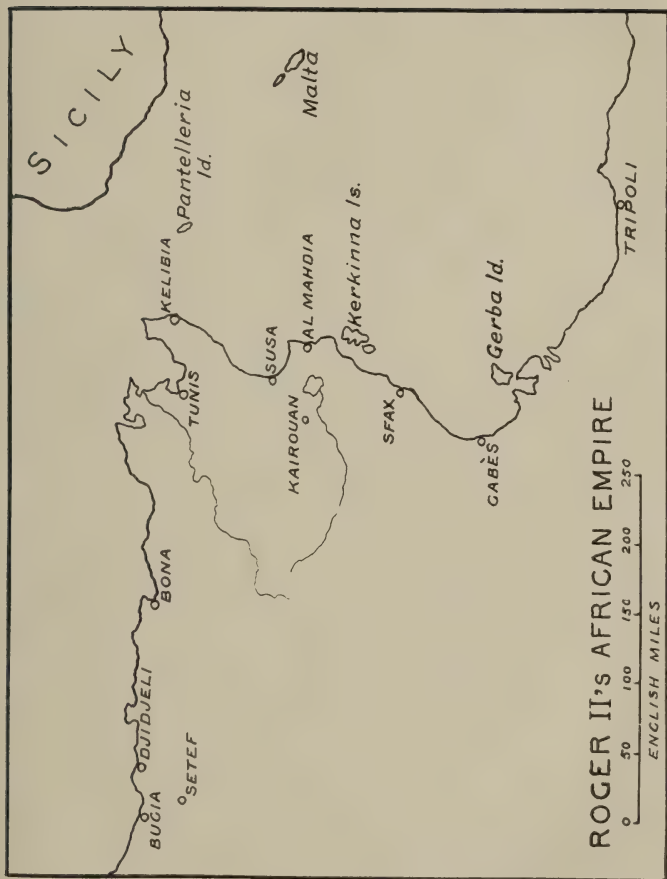 SICILY
Pantelleria
Id.
Malta
KELIBIA
TUNIS
BONA
DJIDJELI
BUGIA
SETEF
SUSA
AL MAHDIA
KAIROUAN
Kerkinna Is.
SFAX
Gerba Id.
GABÈS
TRIPOLI
ROGER II's AFRICAN EMPIRE
0 50 100 150 200 250
ENGLISH MILES